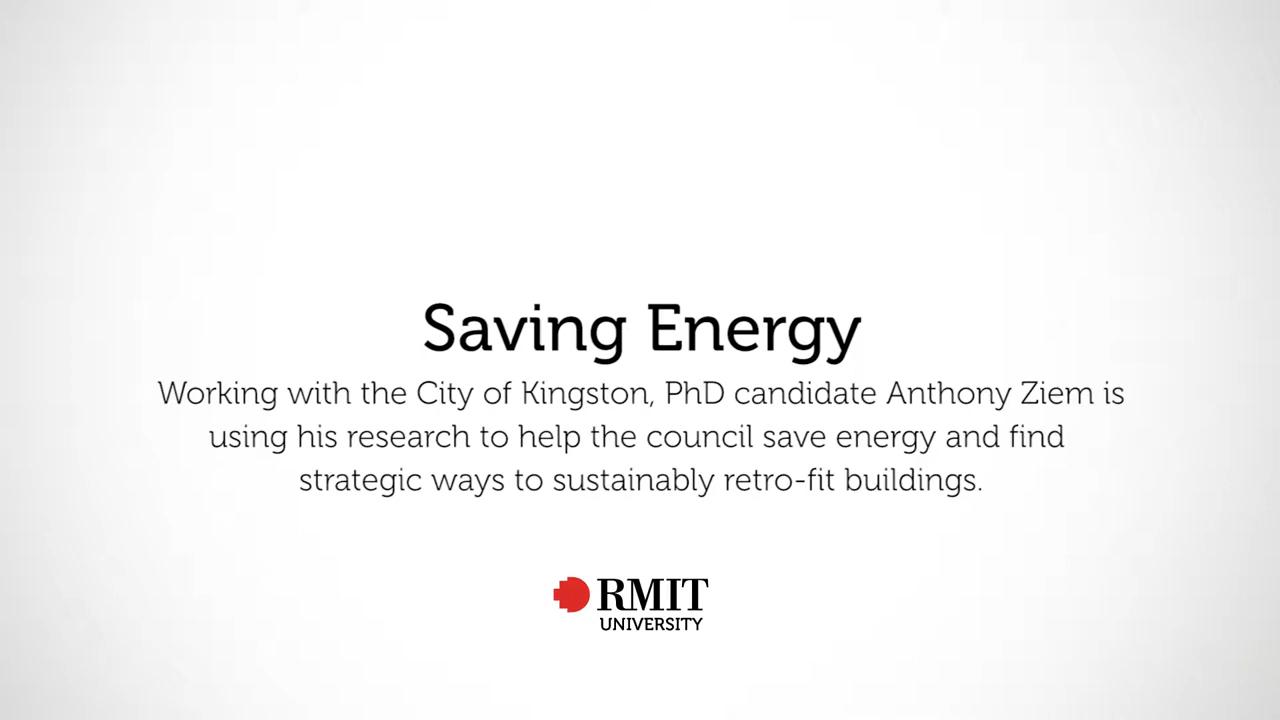 Saving Energy
Working with the City of Kingston, PhD candidate Anthony Ziem is
using his research to help the council save energy and find
strategic ways to sustainably retro-fit buildings.
RMIT
UNIVERSITY